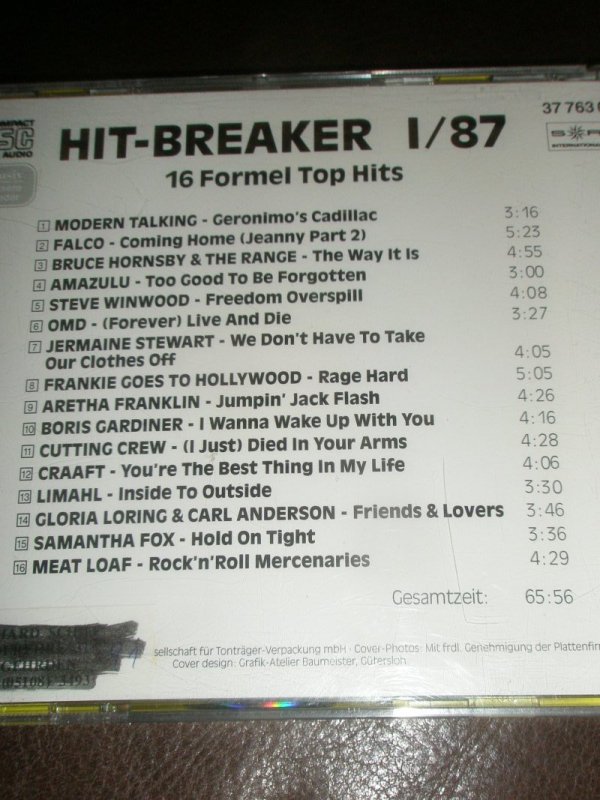 HIT-BREAKER I/87
16 Formel Top Hits
37 763
AUDIO
INTERNATIONAL
1 MODERN TALKING - Geronimo's Cadillac 3:16
2 FALCO - Coming Home (Jeanny Part 2) 5:23
3 BRUCE HORNSBY & THE RANGE - The Way It Is 4:55
4 AMAZULU - Too Good To Be Forgotten 3:00
5 STEVE WINWOOD - Freedom Overspill 4:08
6 OMD - (Forever) Live And Die 3:27
7 JERMAINE STEWART - We Don't Have To Take
Our Clothes Off 4:05
8 FRANKIE GOES TO HOLLYWOOD - Rage Hard 5:05
9 ARETHA FRANKLIN - Jumpin' Jack Flash 4:26
10 BORIS GARDINER - I Wanna Wake Up With You 4:16
11 CUTTING CREW - (I Just) Died In Your Arms 4:28
12 CRAAFT - You're The Best Thing In My Life 4:06
13 LIMAHL - Inside To Outside 3:30
14 GLORIA LORING & CARL ANDERSON - Friends & Lovers 3:46
15 SAMANTHA FOX - Hold On Tight 3:36
16 MEAT LOAF - Rock'n'Roll Mercenaries 4:29
Gesamtzeit: 65:56
sellschaft für Tonträger-Verpackung mbH · Cover-Photos: Mit frdl. Genehmigung der Plattenfirm
Cover design: Grafik-Atelier Baumeister, Gütersloh